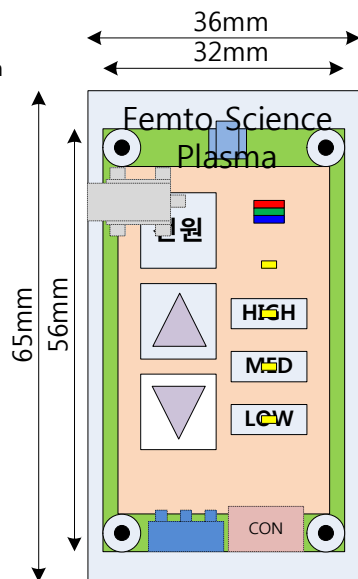 36mm
32mm
Femto Science
Plasma
전원
65mm
56mm
HIGH
MED
LOW
CON